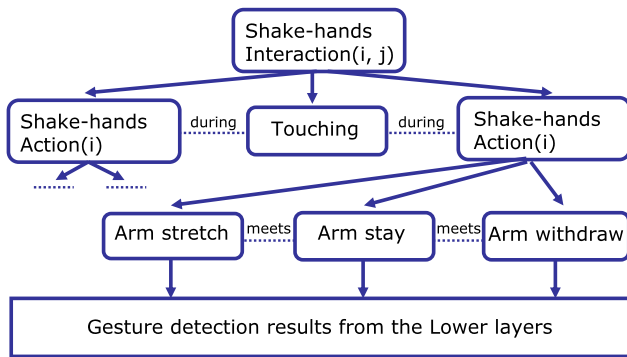 Shake-hands
Interaction(i, j)
Shake-hands
Action(i)
during
Touching
during
Shake-hands
Action(i)
Arm stretch
meets
Arm stay
meets
Arm withdraw
Gesture detection results from the Lower layers